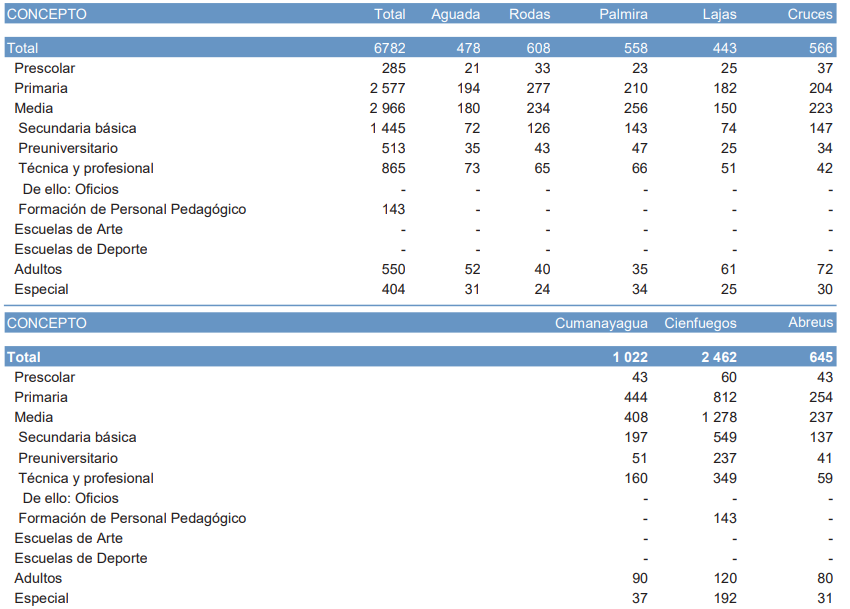 CONCEPTO Total Aguada Rodas Palmira Lajas Cruces
Total 6782 478 608 558 443 566
Prescolar 285 21 33 23 25 37
Primaria 2 577 194 277 210 182 204
Media 2 966 180 234 256 150 223
Secundaria básica 1 445 72 126 143 74 147
Preuniversitario 513 35 43 47 25 34
Técnica y profesional 865 73 65 66 51 42
De ello: Oficios - - - - - -
Formación de Personal Pedagógico 143 - - - - -
Escuelas de Arte - - - - - -
Escuelas de Deporte - - - - - -
Adultos 550 52 40 35 61 72
Especial 404 31 24 34 25 30
CONCEPTO Cumanayagua Cienfuegos Abreus
Total 1 022 2 462 645
Prescolar 43 60 43
Primaria 444 812 254
Media 408 1 278 237
Secundaria básica 197 549 137
Preuniversitario 51 237 41
Técnica y profesional 160 349 59
De ello: Oficios - - -
Formación de Personal Pedagógico - 143 -
Escuelas de Arte - - -
Escuelas de Deporte - - -
Adultos 90 120 80
Especial 37 192 31